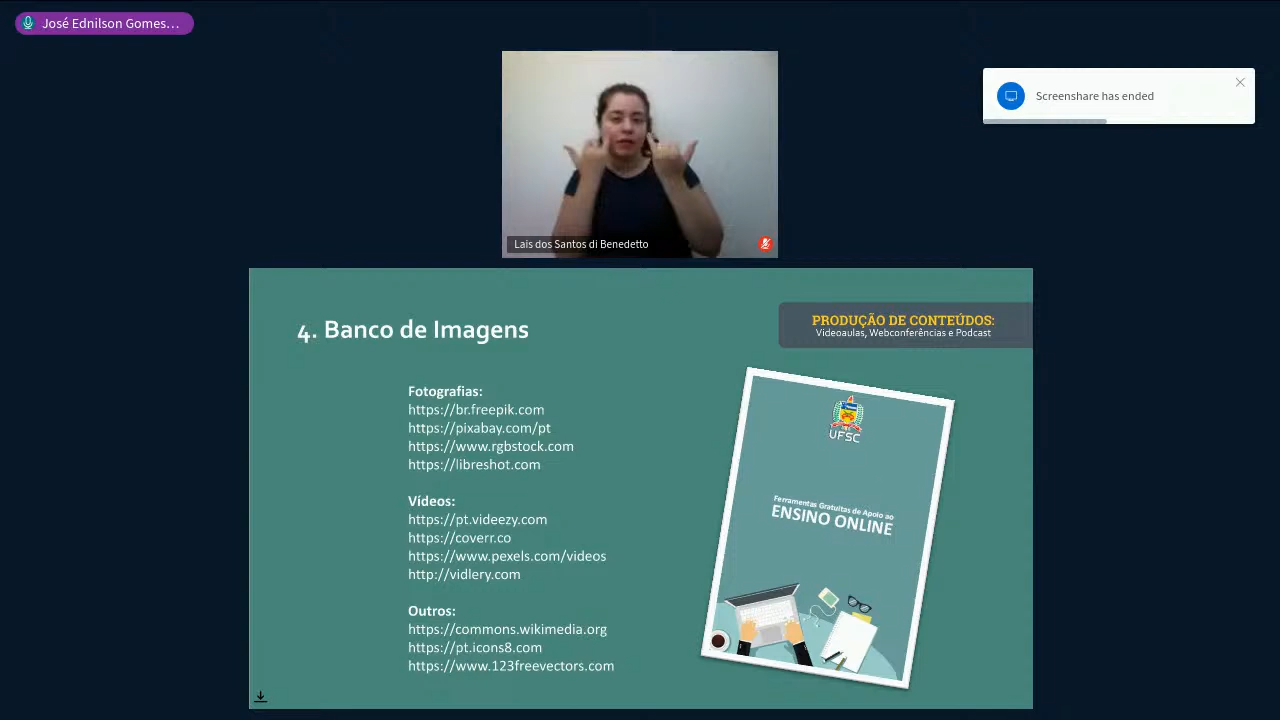 José Ednilson Gomes…
Screenshare has ended
Lais dos Santos di Benedetto
4. Banco de Imagens
PRODUÇÃO DE CONTEÚDOS:
Videoaulas, Webconferências e Podcast
Fotografias:
https://br.freepik.com
https://pixabay.com/pt
https://www.rgbstock.com
https://libreshot.com
Vídeos:
https://pt.videezy.com
https://coverr.co
https://www.pexels.com/videos
http://vidlery.com
Outros:
https://commons.wikimedia.org
https://pt.icons8.com
https://www.123freevectors.com
UFSC
Ferramentas Gratuitas de Apoio ao
ENSINO ONLINE